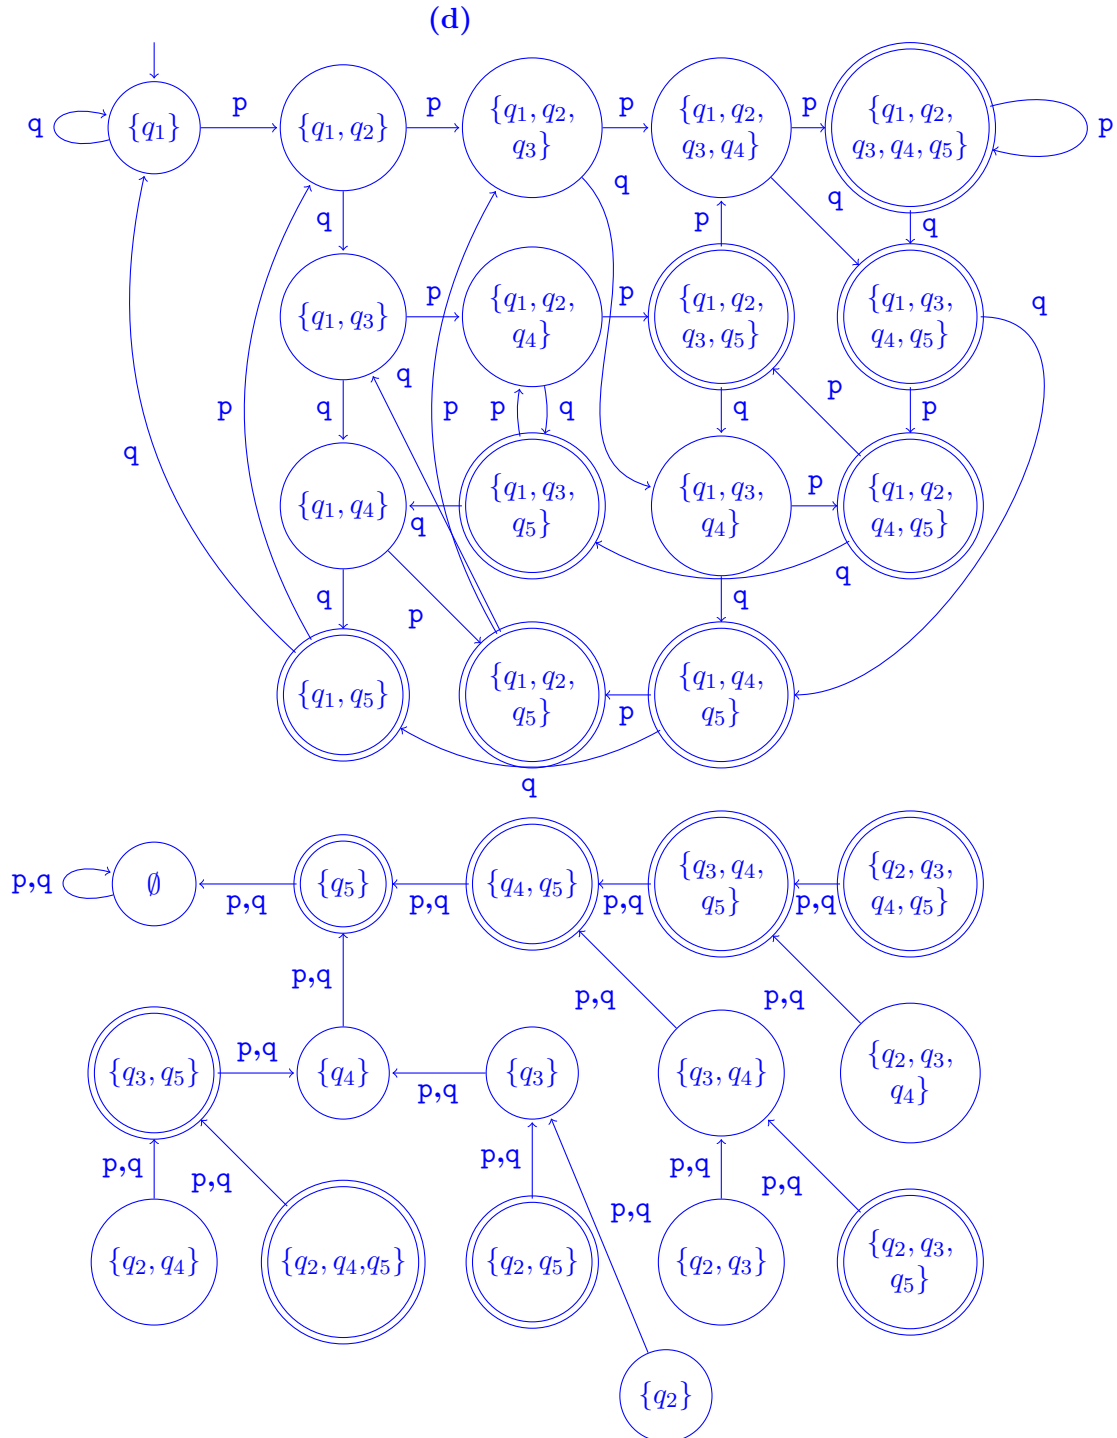 (d)
{q1}
q
p
{q1, q2}
p
{q1, q2,
q3}
p
{q1, q2,
q3, q4}
p
{q1, q2,
q3, q4, q5}
p
q
q
q
q
{q1, q3}
p
{q1, q2,
q4}
p
{q1, q2,
q3, q5}
p
{q1, q3,
q4, q5}
q
q
q
p
p
p
q
q
p
p
q
{q1, q4}
q
{q1, q3,
q5}
{q1, q3,
q4}
p
{q1, q2,
q4, q5}
q
q
p
q
q
{q1, q5}
{q1, q2,
q5}
p
{q1, q4,
q5}
q
p,q
∅
p,q
{q5}
p,q
{q4, q5}
p,q
{q3, q4,
q5}
p,q
{q2, q3,
q4, q5}
p,q
p,q
p,q
{q3, q5}
p,q
{q4}
p,q
{q3}
{q3, q4}
{q2, q3,
q4}
p,q
p,q
p,q
p,q
p,q
p,q
{q2, q4}
{q2, q4,q5}
{q2, q5}
{q2, q3}
{q2, q3,
q5}
{q2}